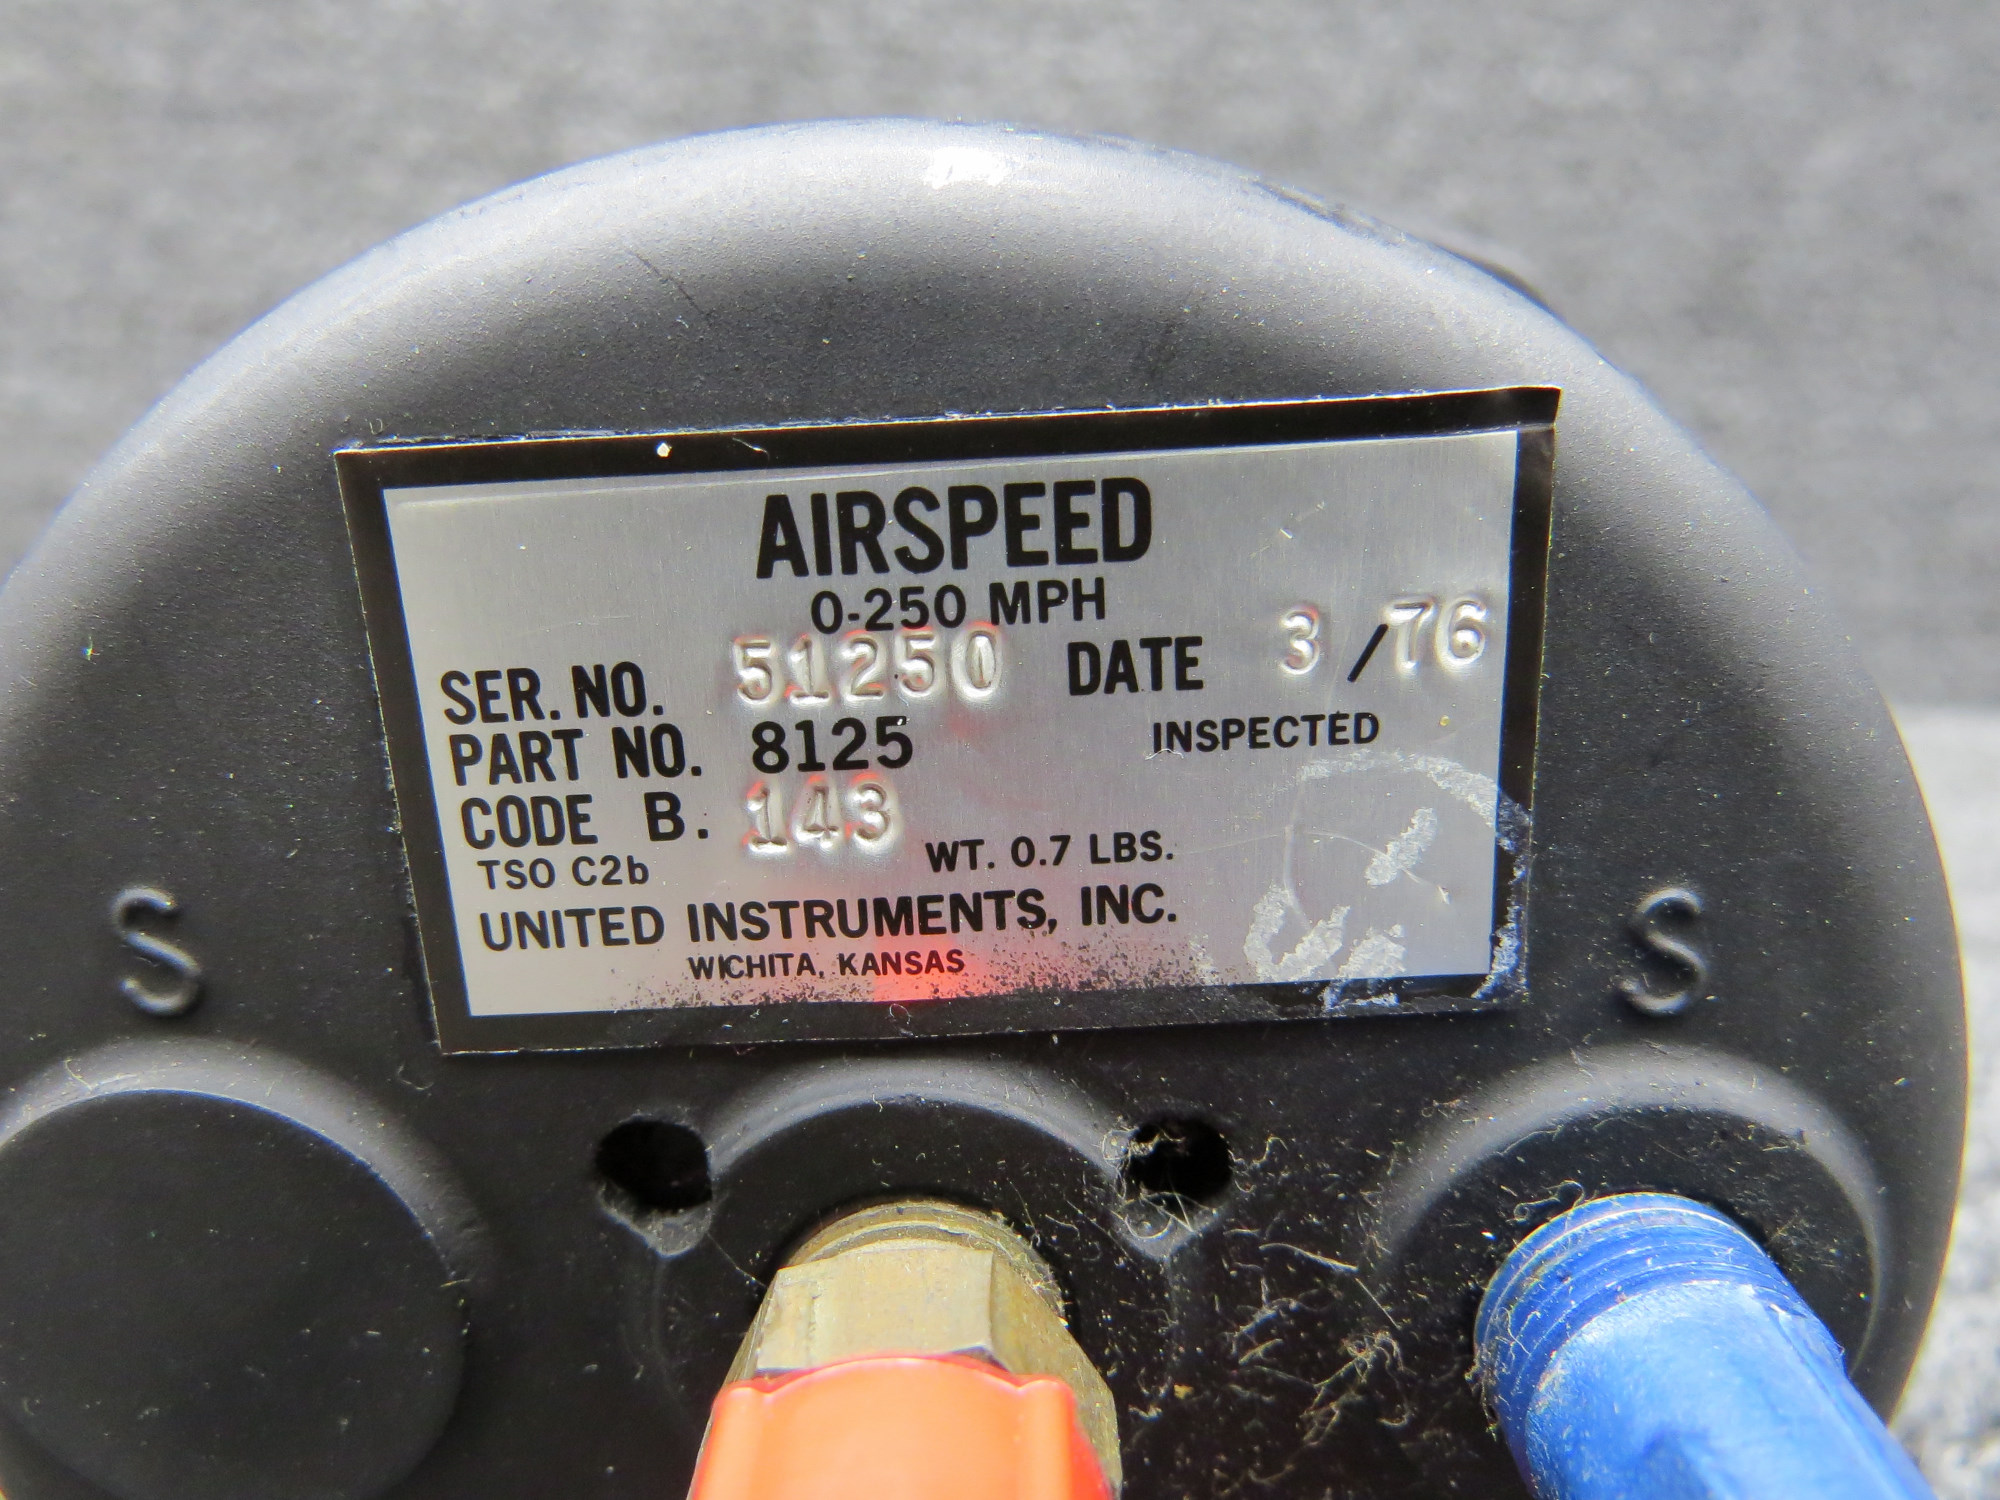 AIRSPEED
0-250 MPH
SER. NO. 51250 DATE 3/76
PART NO. 8125 INSPECTED
CODE B. 143
TSO C2b WT. 0.7 LBS.
UNITED INSTRUMENTS, INC.
WICHITA, KANSAS
S S